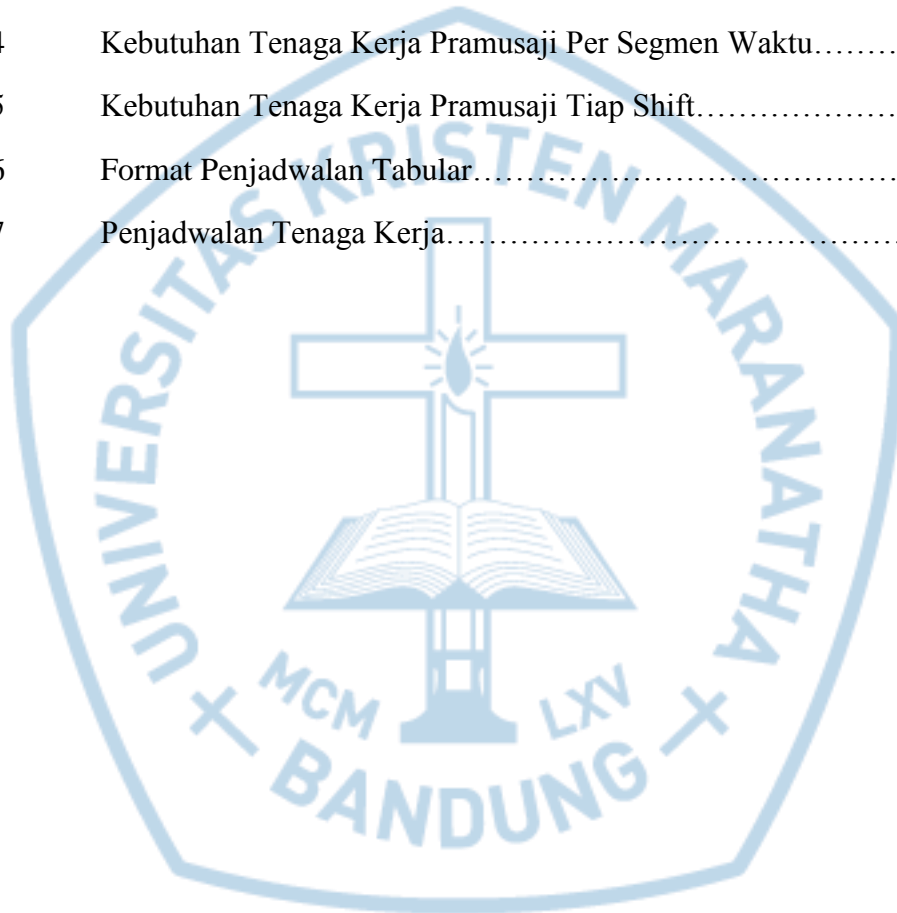 4 Kebutuhan Tenaga Kerja Pramusaji Per Segmen Waktu………
5 Kebutuhan Tenaga Kerja Pramusaji Tiap Shift…………………
6 Format Penjadwalan Tabular……………………………………
7 Penjadwalan Tenaga Kerja………………………………………
UNIVERSITAS KRISTEN MARANATHA
MCM LXV
BANDUNG